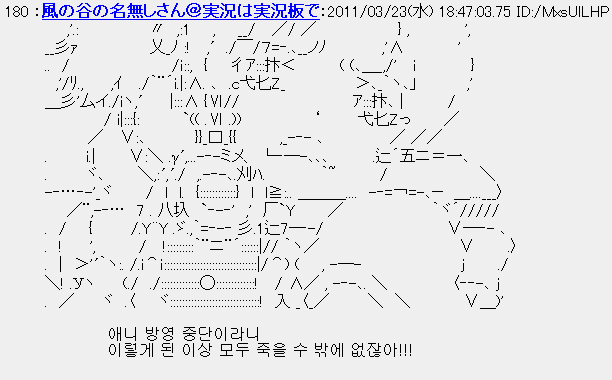 180 ：風の谷の名無しさん＠実況は実況板で：2011/03/23(水) 18:47:03.75 ID:/MxsUlLHP
애니 방영 중단이라니
이렇게 된 이상 모두 죽을 수 밖에 없잖아!!!